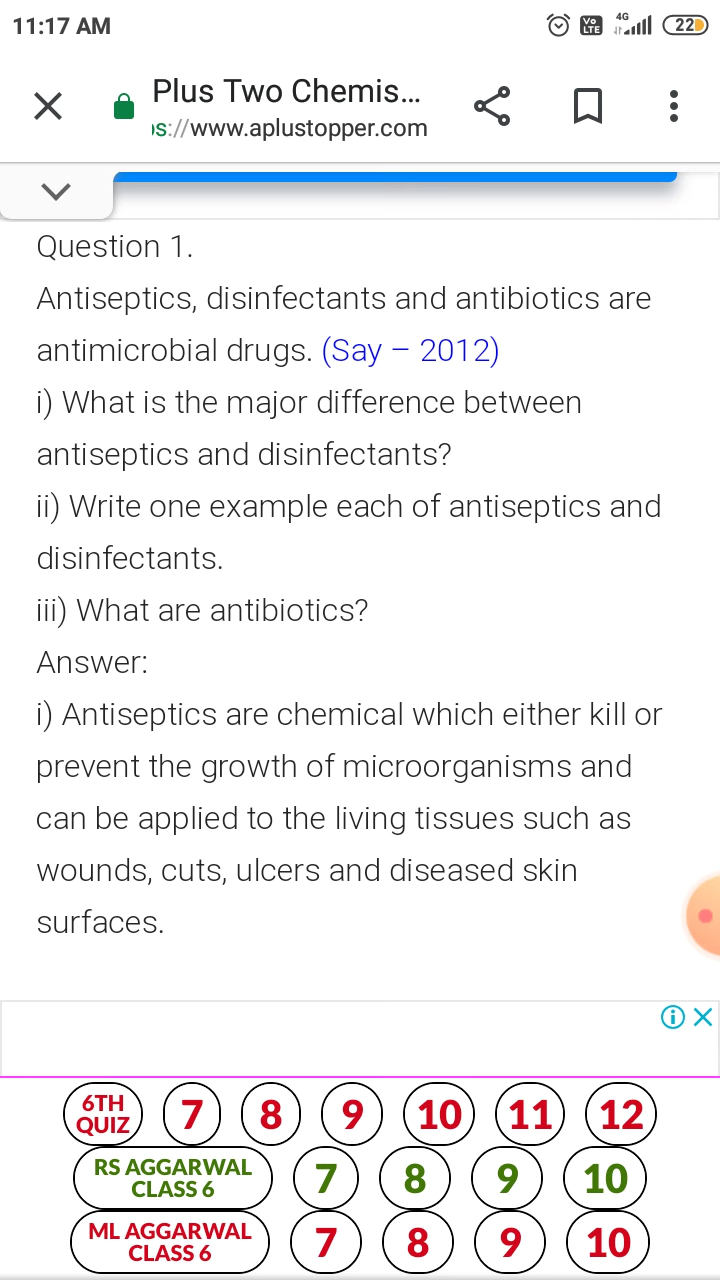 11:17 AM
Vo
LTE
4G
22
Plus Two Chemis...
s://www.aplustopper.com
Question 1.
Antiseptics, disinfectants and antibiotics are
antimicrobial drugs. (Say – 2012)
i) What is the major difference between
antiseptics and disinfectants?
ii) Write one example each of antiseptics and
disinfectants.
iii) What are antibiotics?
Answer:
i) Antiseptics are chemical which either kill or
prevent the growth of microorganisms and
can be applied to the living tissues such as
wounds, cuts, ulcers and diseased skin
surfaces.
6TH QUIZ 7 8 9 10 11 12
RS AGGARWAL CLASS 6 7 8 9 10
ML AGGARWAL CLASS 6 7 8 9 10